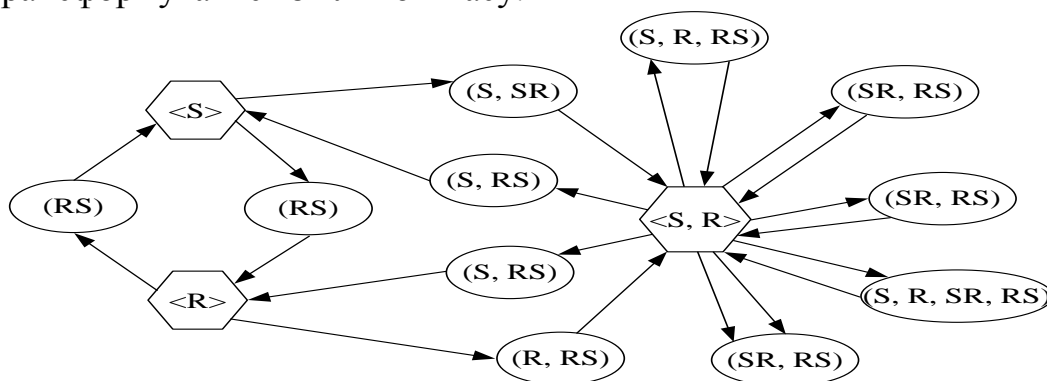 (S, R, RS)
(S, SR)
(SR, RS)
<S>
(S, RS)
(RS)
(RS)
(SR, RS)
<S, R>
(S, RS)
<R>
(S, R, SR, RS)
(R, RS)
(SR, RS)